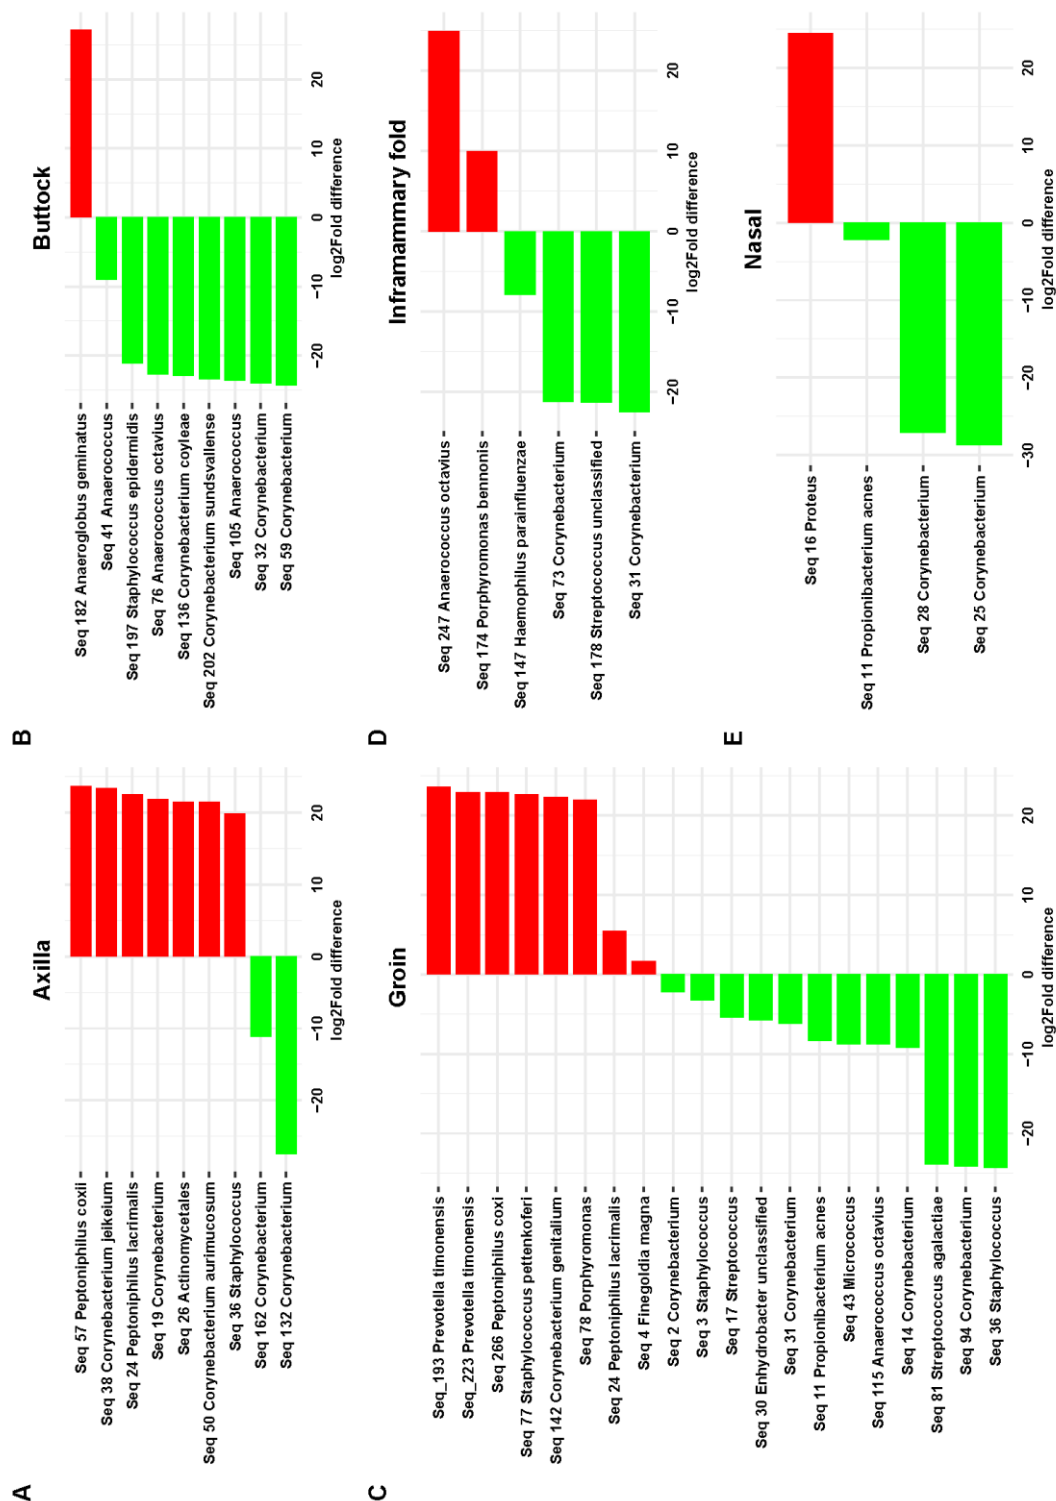 A
Axilla
Seq 57 Peptoniphilus coxii
Seq 38 Corynebacterium jeikeium
Seq 24 Peptoniphilus lacrimalis
Seq 19 Corynebacterium
Seq 26 Actinomycetales
Seq 50 Corynebacterium aurimucosum
Seq 36 Staphylococcus
Seq 162 Corynebacterium
Seq 132 Corynebacterium
−20 −10 0 10 20
log2Fold difference
B
Buttock
Seq 182 Anaeroglobus geminatus
Seq 41 Anaerococcus
Seq 197 Staphylococcus epidermidis
Seq 76 Anaerococcus octavius
Seq 136 Corynebacterium coyleae
Seq 202 Corynebacterium sundsvallense
Seq 105 Anaerococcus
Seq 32 Corynebacterium
Seq 59 Corynebacterium
−20 −10 0 10 20
log2Fold difference
C
Groin
Seq_193 Prevotella timonensis
Seq_223 Prevotella timonensis
Seq 266 Peptoniphilus coxi
Seq 77 Staphylococcus pettenkoferi
Seq 142 Corynebacterium genitalium
Seq 78 Porphyromonas
Seq 24 Peptoniphilus lacrimalis
Seq 4 Finegoldia magna
Seq 2 Corynebacterium
Seq 3 Staphylococcus
Seq 17 Streptococcus
Seq 30 Enhydrobacter unclassified
Seq 31 Corynebacterium
Seq 11 Propionibacterium acnes
Seq 43 Micrococcus
Seq 115 Anaerococcus octavius
Seq 14 Corynebacterium
Seq 81 Streptococcus agalactiae
Seq 94 Corynebacterium
Seq 36 Staphylococcus
−20 −10 0 10 20
log2Fold difference
D
Inframammary fold
Seq 247 Anaerococcus octavius
Seq 174 Porphyromonas bennonis
Seq 147 Haemophilus parainfluenzae
Seq 73 Corynebacterium
Seq 178 Streptococcus unclassified
Seq 31 Corynebacterium
−20 −10 0 10 20
log2Fold difference
E
Nasal
Seq 16 Proteus
Seq 11 Propionibacterium acnes
Seq 28 Corynebacterium
Seq 25 Corynebacterium
−30 −20 −10 0 10 20
log2Fold difference